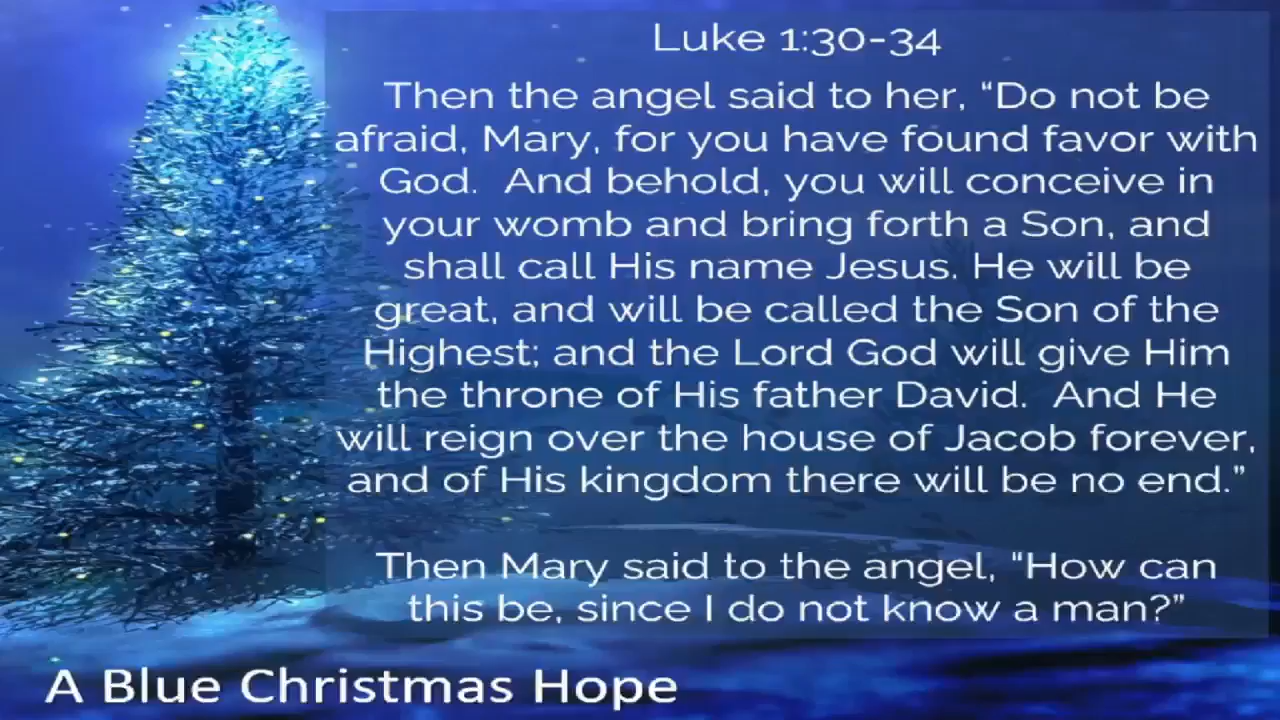 Luke 1:30-34
Then the angel said to her, “Do not be
afraid, Mary, for you have found favor with
God.  And behold, you will conceive in
your womb and bring forth a Son, and
shall call His name Jesus. He will be
great, and will be called the Son of the
Highest; and the Lord God will give Him
the throne of His father David.  And He
will reign over the house of Jacob forever,
and of His kingdom there will be no end.”
Then Mary said to the angel, “How can
this be, since I do not know a man?”
A Blue Christmas Hope